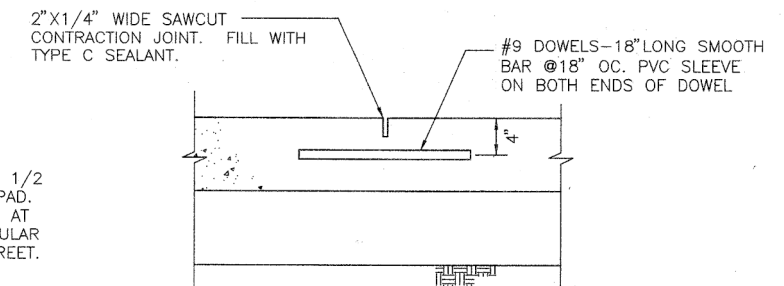 2"X1/4" WIDE SAWCUT
CONTRACTION JOINT. FILL WITH
TYPE C SEALANT.
#9 DOWELS-18"LONG SMOOTH
BAR @18" OC. PVC SLEEVE
ON BOTH ENDS OF DOWEL
4"
1/2
PAD.
AT
ULAR
REET.